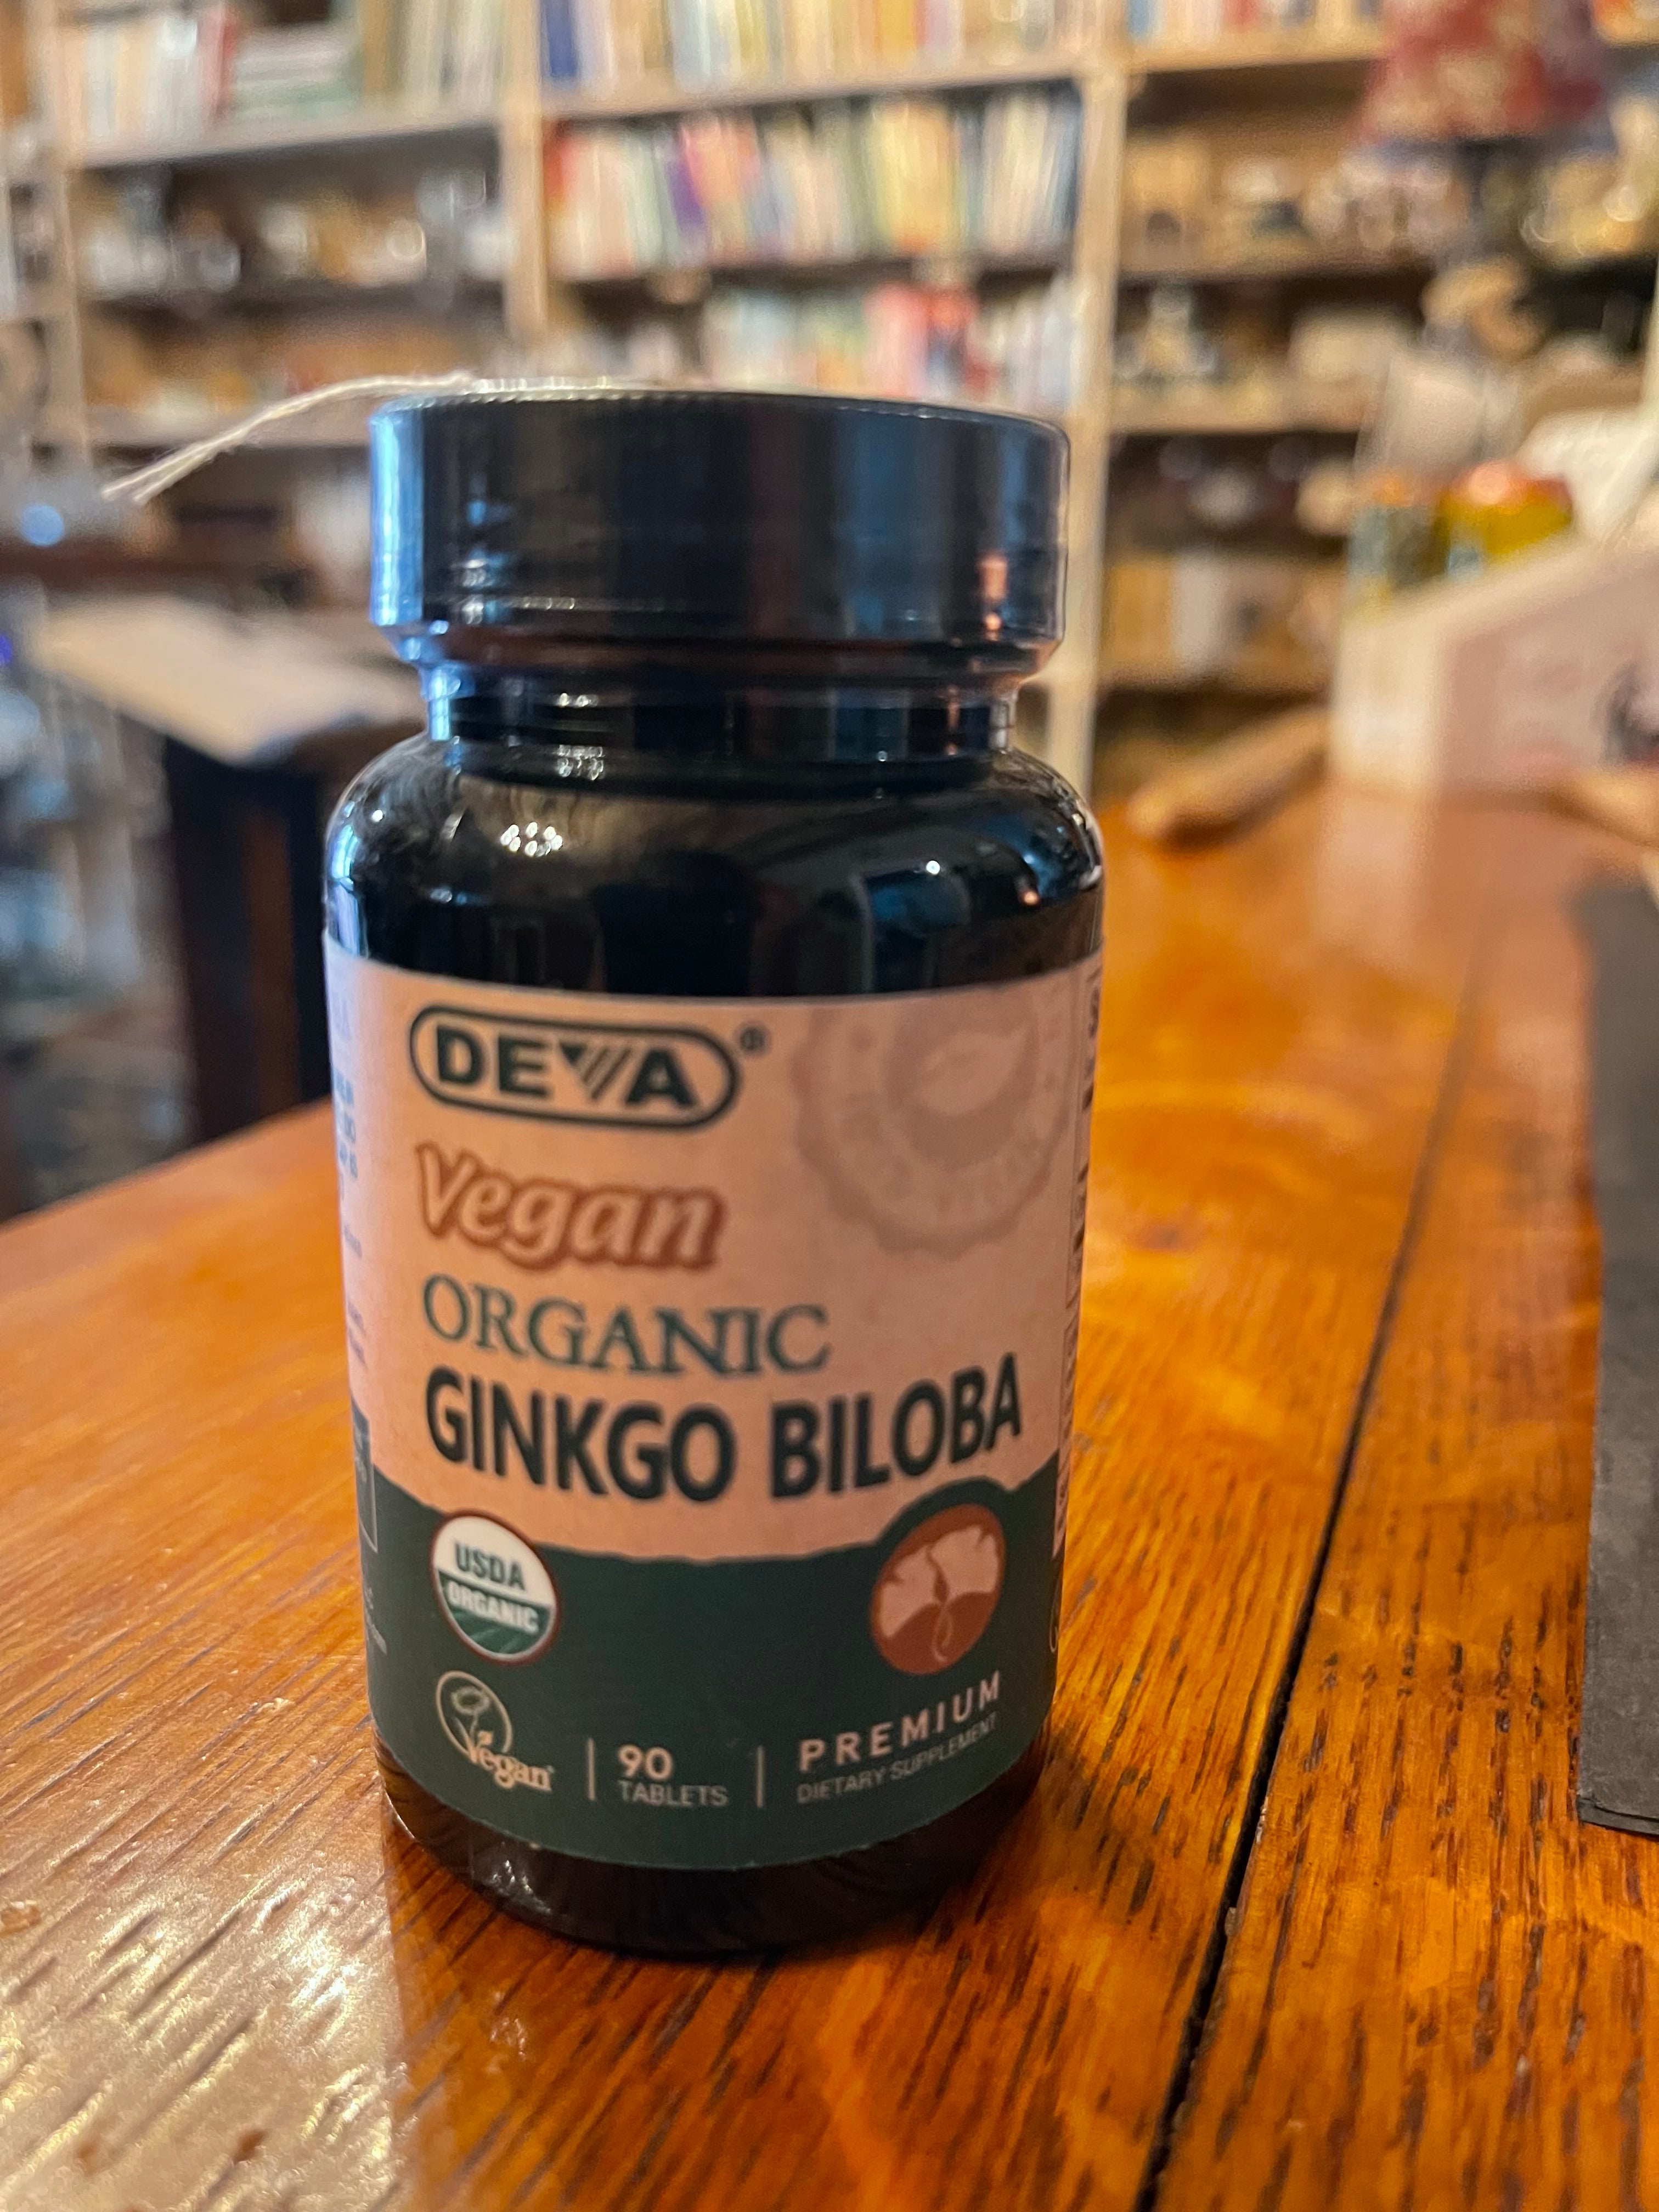 DEVA®
Vegan
ORGANIC
GINKGO BILOBA
USDA
ORGANIC
Vegan
90
TABLETS
PREMIUM
DIETARY SUPPLEMENT